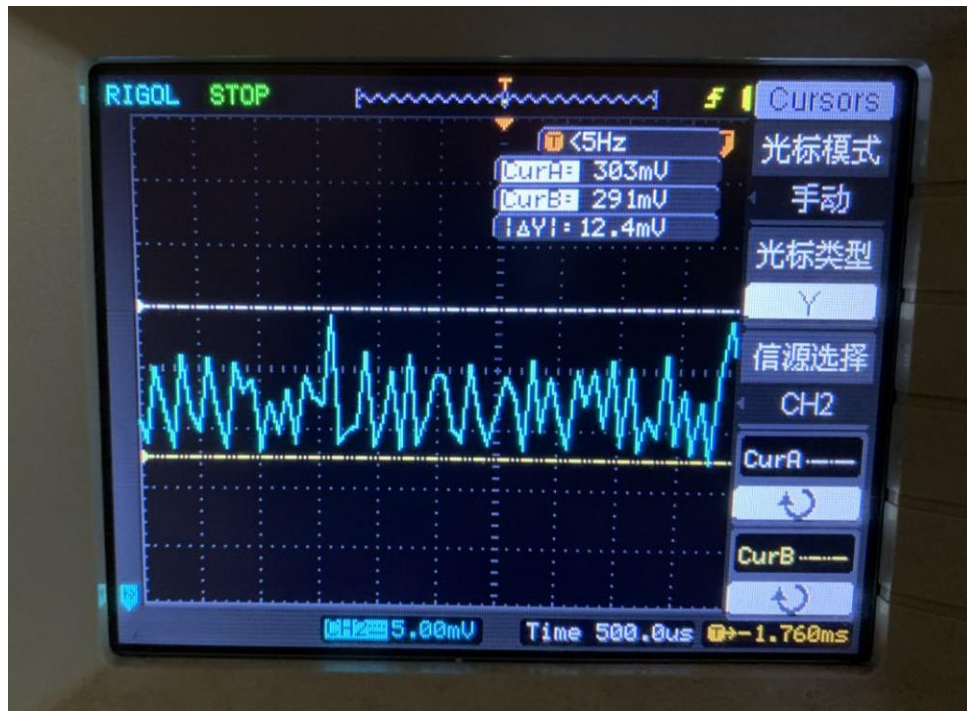 RIGOL STOP T Cursors
T <5Hz
CurA= 303mV
CurB= 291mV
|ΔY|= 12.4mV
光标模式
手动
光标类型
Y
信源选择
CH2
CurA
CurB
CH2 5.00mV Time 500.0us T→-1.760ms